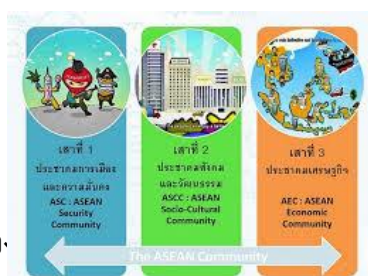 เสาที่ 1
ประชาคมการเมือง
และความมั่นคง
ASC : ASEAN
Security
Community
เสาที่ 2
ประชาคมสังคม
และวัฒนธรรม
ASCC : ASEAN
Socio-Cultural
Community
เสาที่ 3
ประชาคมเศรษฐกิจ
AEC : ASEAN
Economic
Community
The ASEAN Community